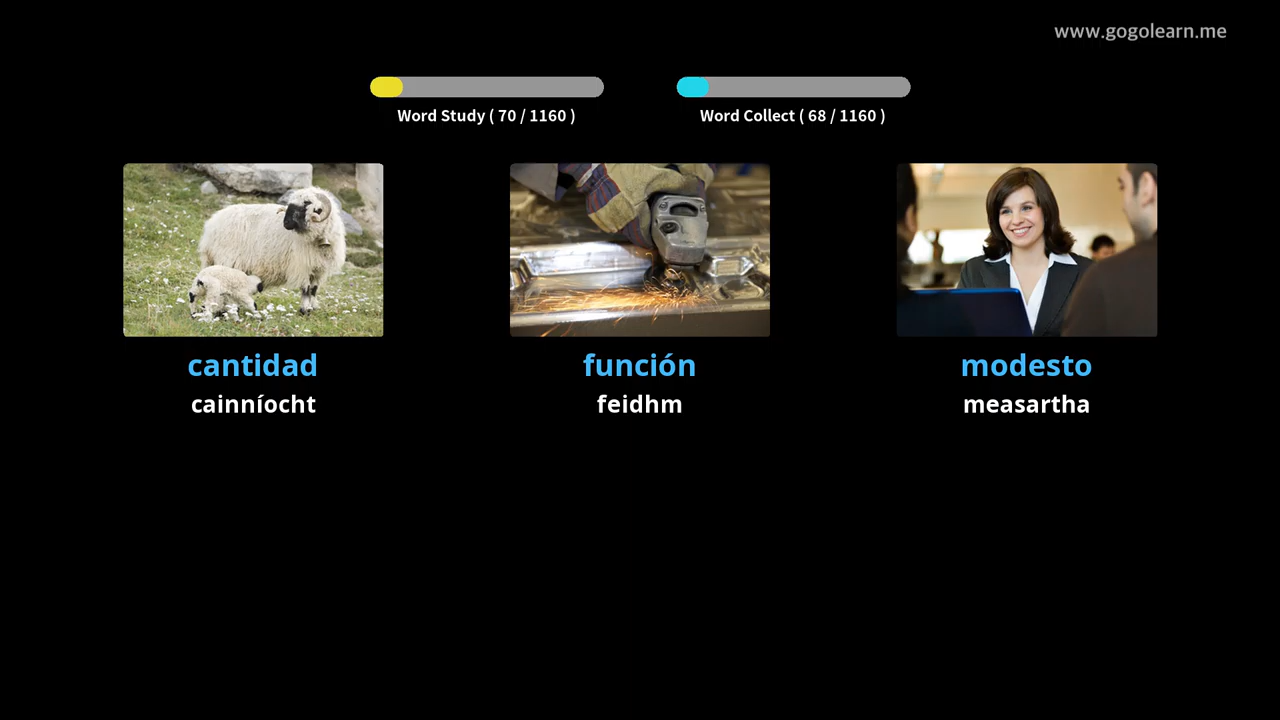 www.gogolearn.me
Word Study ( 70 / 1160 )
Word Collect ( 68 / 1160 )
cantidad
cainníocht
función
feidhm
modesto
measartha